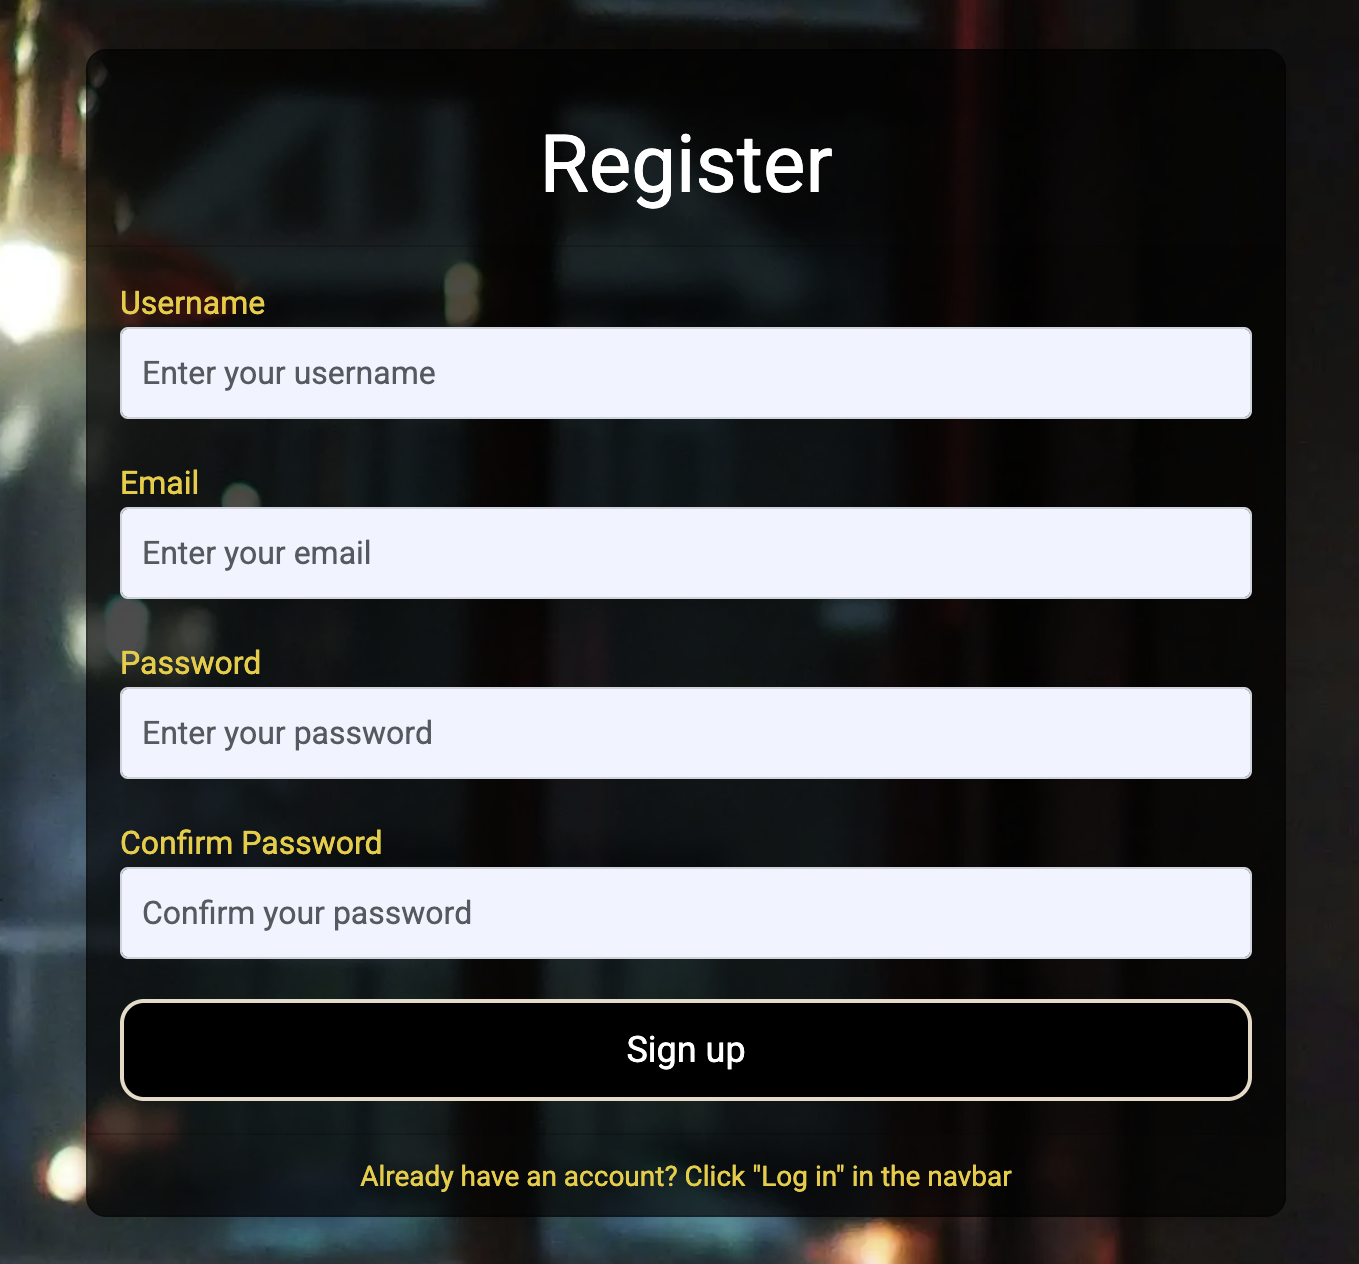 Register
Username
Enter your username
Email
Enter your email
Password
Enter your password
Confirm Password
Confirm your password
Sign up
Already have an account? Click "Log in" in the navbar